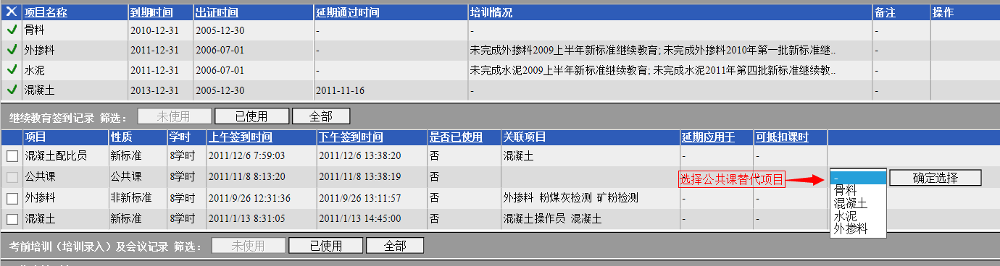 项目名称 到期时间 出证时间 延期通过时间 培训情况 备注 操作
骨料 2010-12-31 2005-12-30 - - -
外掺料 2011-12-31 2006-07-01 - 未完成外掺料2009上半年新标准继续教育; 未完成外掺料2010年第一批新标准继.. -
水泥 2011-12-31 2006-07-01 - 未完成水泥2009上半年新标准继续教育; 未完成水泥2011年第四批新标准继续教.. -
混凝土 2013-12-31 2005-12-30 2011-11-16 - -
继续教育签到记录 筛选： 未使用 已使用 全部
项目 性质 学时 上午签到时间 下午签到时间 是否已使用 关联项目 延期应用于 可抵扣课时
混凝土配比员 新标准 8学时 2011/12/6 7:59:03 2011/12/6 13:38:20 否 混凝土 - -
公共课 公共课 8学时 2011/11/8 8:13:20 2011/11/8 13:38:19 否 选择公共课替代项目 - 确定选择
骨料
混凝土
水泥
外掺料
外掺料 非新标准 8学时 2011/9/26 12:31:36 2011/9/26 13:11:57 否 外掺料 粉煤灰检测 矿粉检测 - -
混凝土 新标准 8学时 2011/1/13 8:31:05 2011/1/13 14:45:00 否 混凝土操作员 混凝土 - -
考前培训（培训录入）及会议记录 筛选： 未使用 已使用 全部